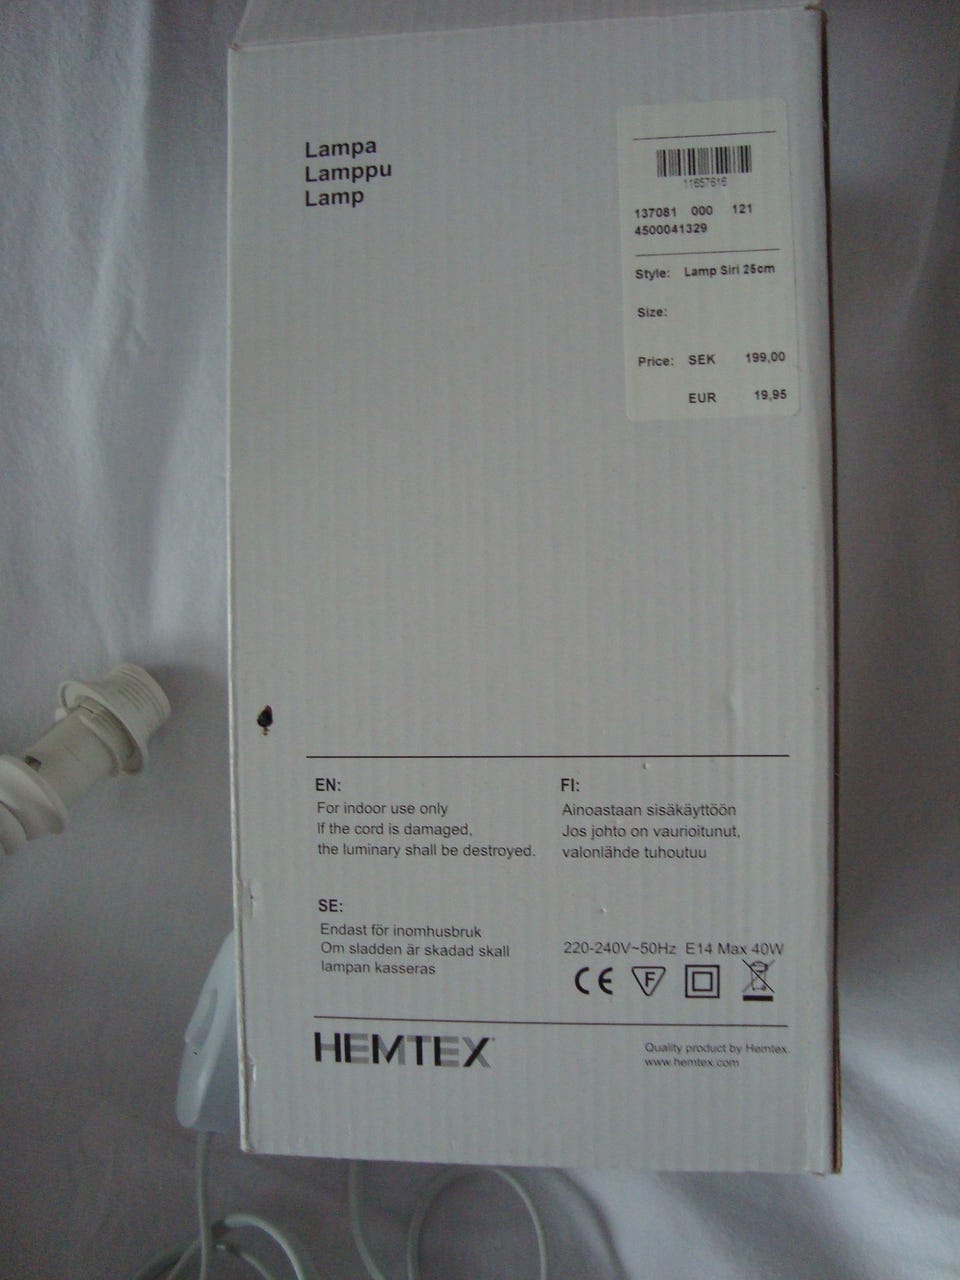 Lampa
Lamppu
Lamp
11657616
137081 000 121
4500041329
Style: Lamp Siri 25cm
Size:
Price: SEK 199,00
EUR 19,95
EN:
For indoor use only
If the cord is damaged,
the luminary shall be destroyed.
FI:
Ainoastaan sisäkäyttöön
Jos johto on vaurioitunut,
valonlähde tuhoutuu
SE:
Endast för inomhusbruk
Om sladden är skadad skall
lampan kasseras
220-240V~50Hz E14 Max 40W
CE F
HEMTEX
Quality product by Hemtex
www.hemtex.com